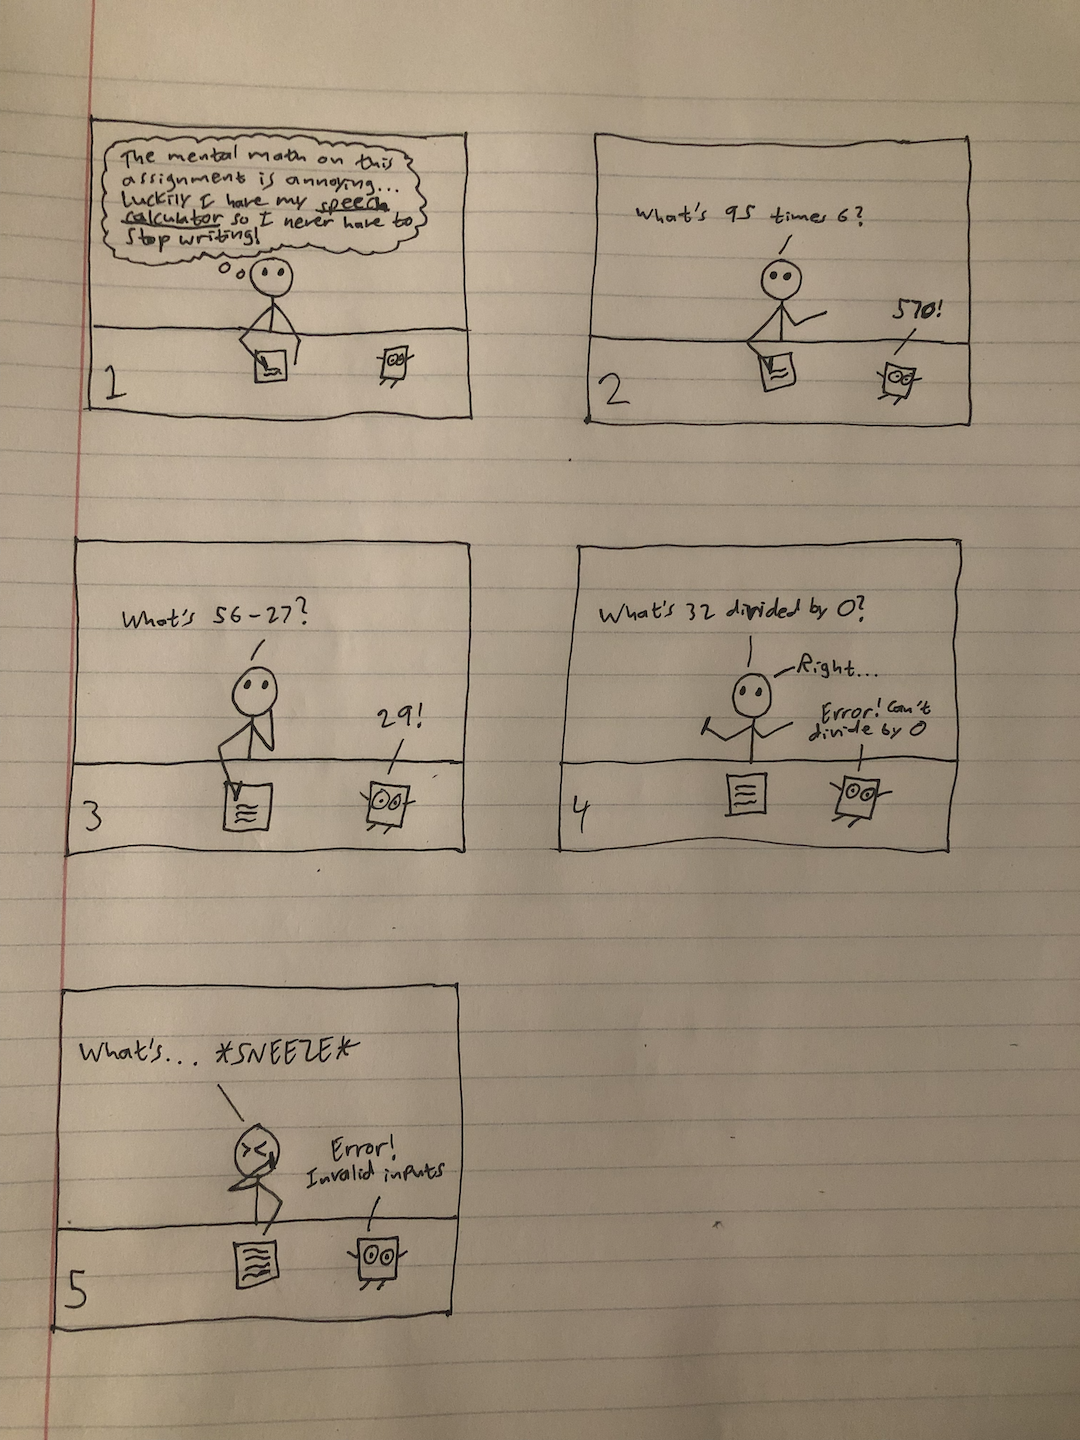 The mental math on this
assignment is annoying...
Luckily I have my speech
calculator so I never have to
stop writing!
1
What's 95 times 6?
570!
2
What's 56-27?
29!
3
What's 32 divided by 0?
Right...
Error! Can't
divide by 0
4
What's... *SNEEZE*
Error!
Invalid inputs
5